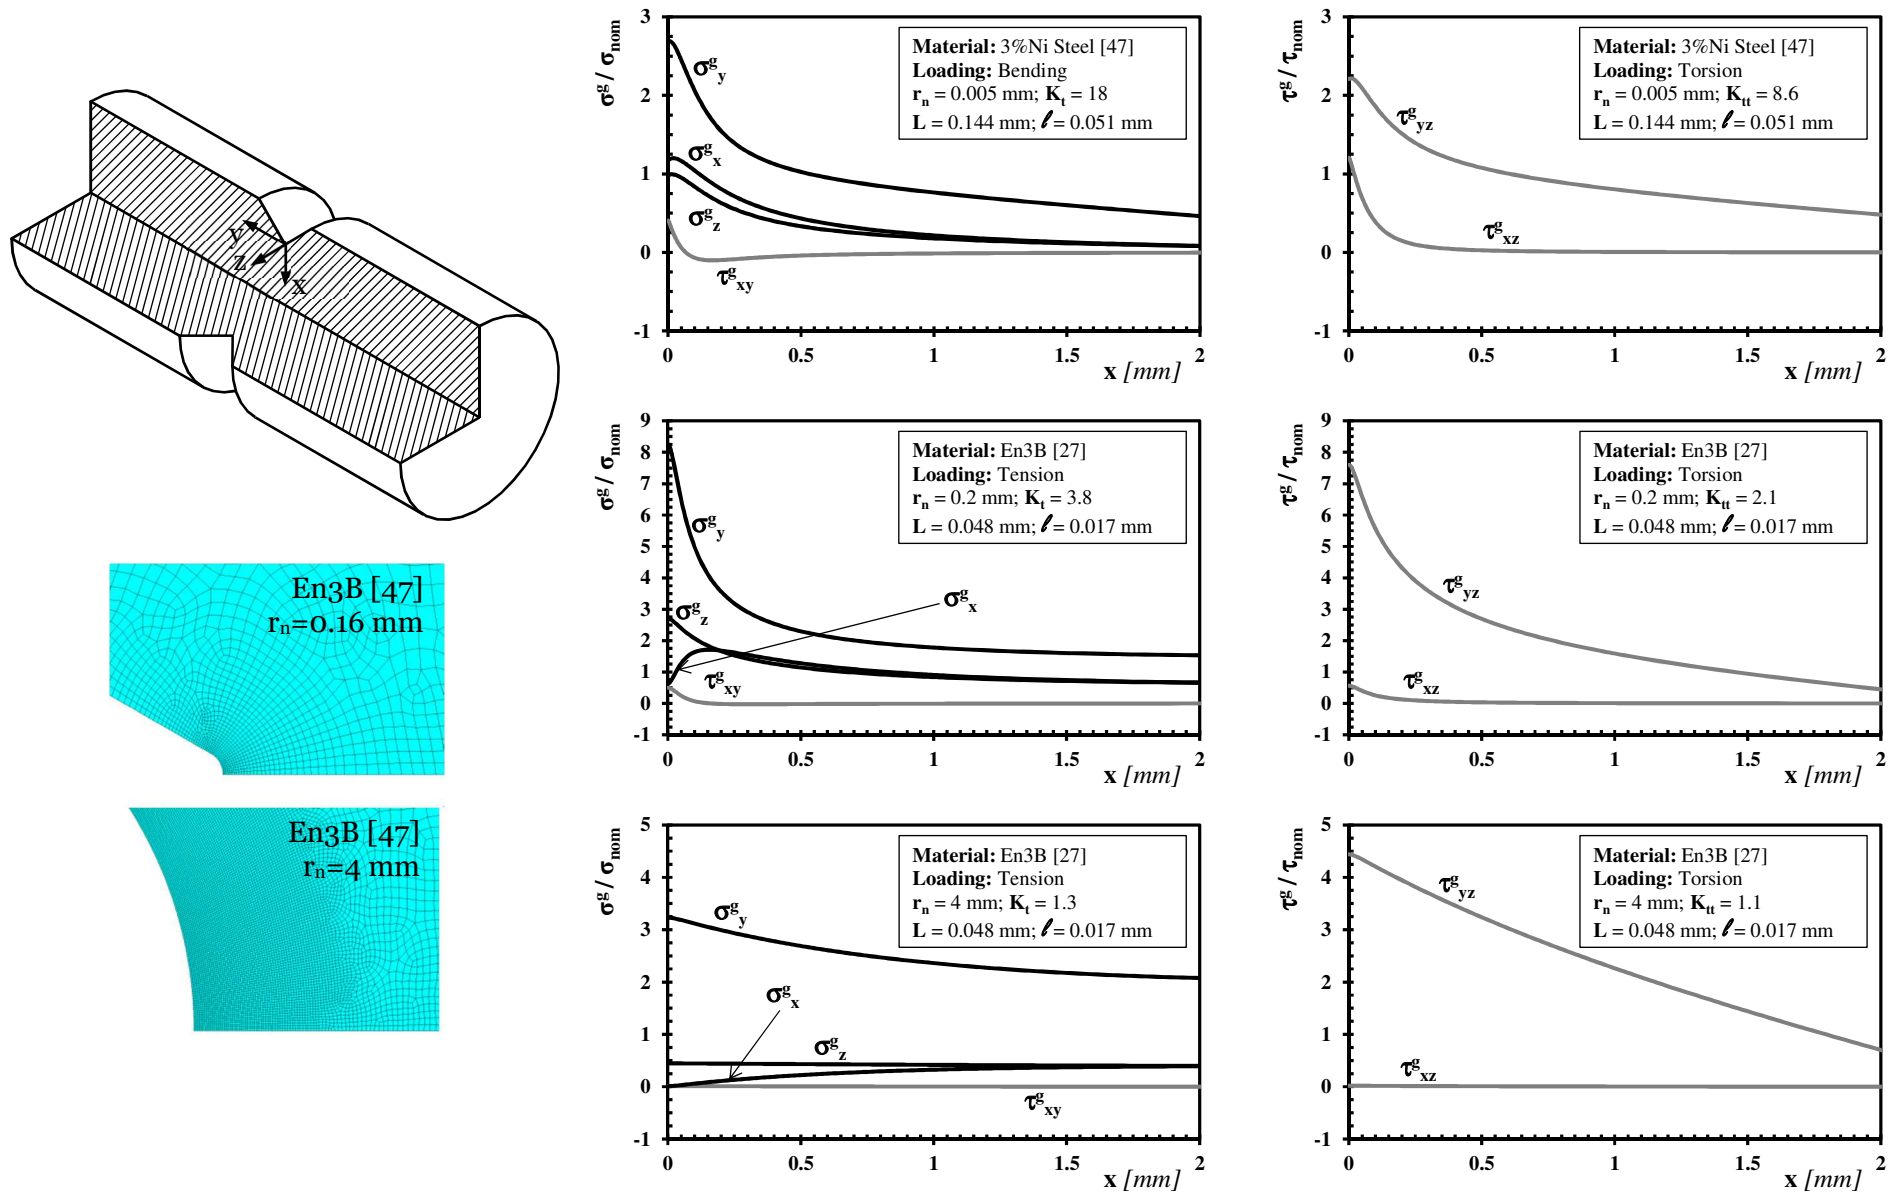 y
z
x
En3B [47]
rn=0.16 mm
En3B [47]
rn=4 mm
σg / σnom
3
2
1
0
-1
Material: 3%Ni Steel [47]
Loading: Bending
rn = 0.005 mm; Kt = 18
L = 0.144 mm; ℓ = 0.051 mm
σgy
σgx
σgz
τgxy
0 0.5 1 1.5 2
x [mm]
τg / τnom
3
2
1
0
-1
Material: 3%Ni Steel [47]
Loading: Torsion
rn = 0.005 mm; Ktt = 8.6
L = 0.144 mm; ℓ = 0.051 mm
τgyz
τgxz
0 0.5 1 1.5 2
x [mm]
σg / σnom
9
8
7
6
5
4
3
2
1
0
-1
Material: En3B [27]
Loading: Tension
rn = 0.2 mm; Kt = 3.8
L = 0.048 mm; ℓ = 0.017 mm
σgy
σgx
σgz
τgxy
0 0.5 1 1.5 2
x [mm]
τg / τnom
9
8
7
6
5
4
3
2
1
0
-1
Material: En3B [27]
Loading: Torsion
rn = 0.2 mm; Ktt = 2.1
L = 0.048 mm; ℓ = 0.017 mm
τgyz
τgxz
0 0.5 1 1.5 2
x [mm]
σg / σnom
5
4
3
2
1
0
-1
Material: En3B [27]
Loading: Tension
rn = 4 mm; Kt = 1.3
L = 0.048 mm; ℓ = 0.017 mm
σgy
σgx
σgz
τgxy
0 0.5 1 1.5 2
x [mm]
τg / τnom
5
4
3
2
1
0
-1
Material: En3B [27]
Loading: Torsion
rn = 4 mm; Ktt = 1.1
L = 0.048 mm; ℓ = 0.017 mm
τgyz
τgxz
0 0.5 1 1.5 2
x [mm]